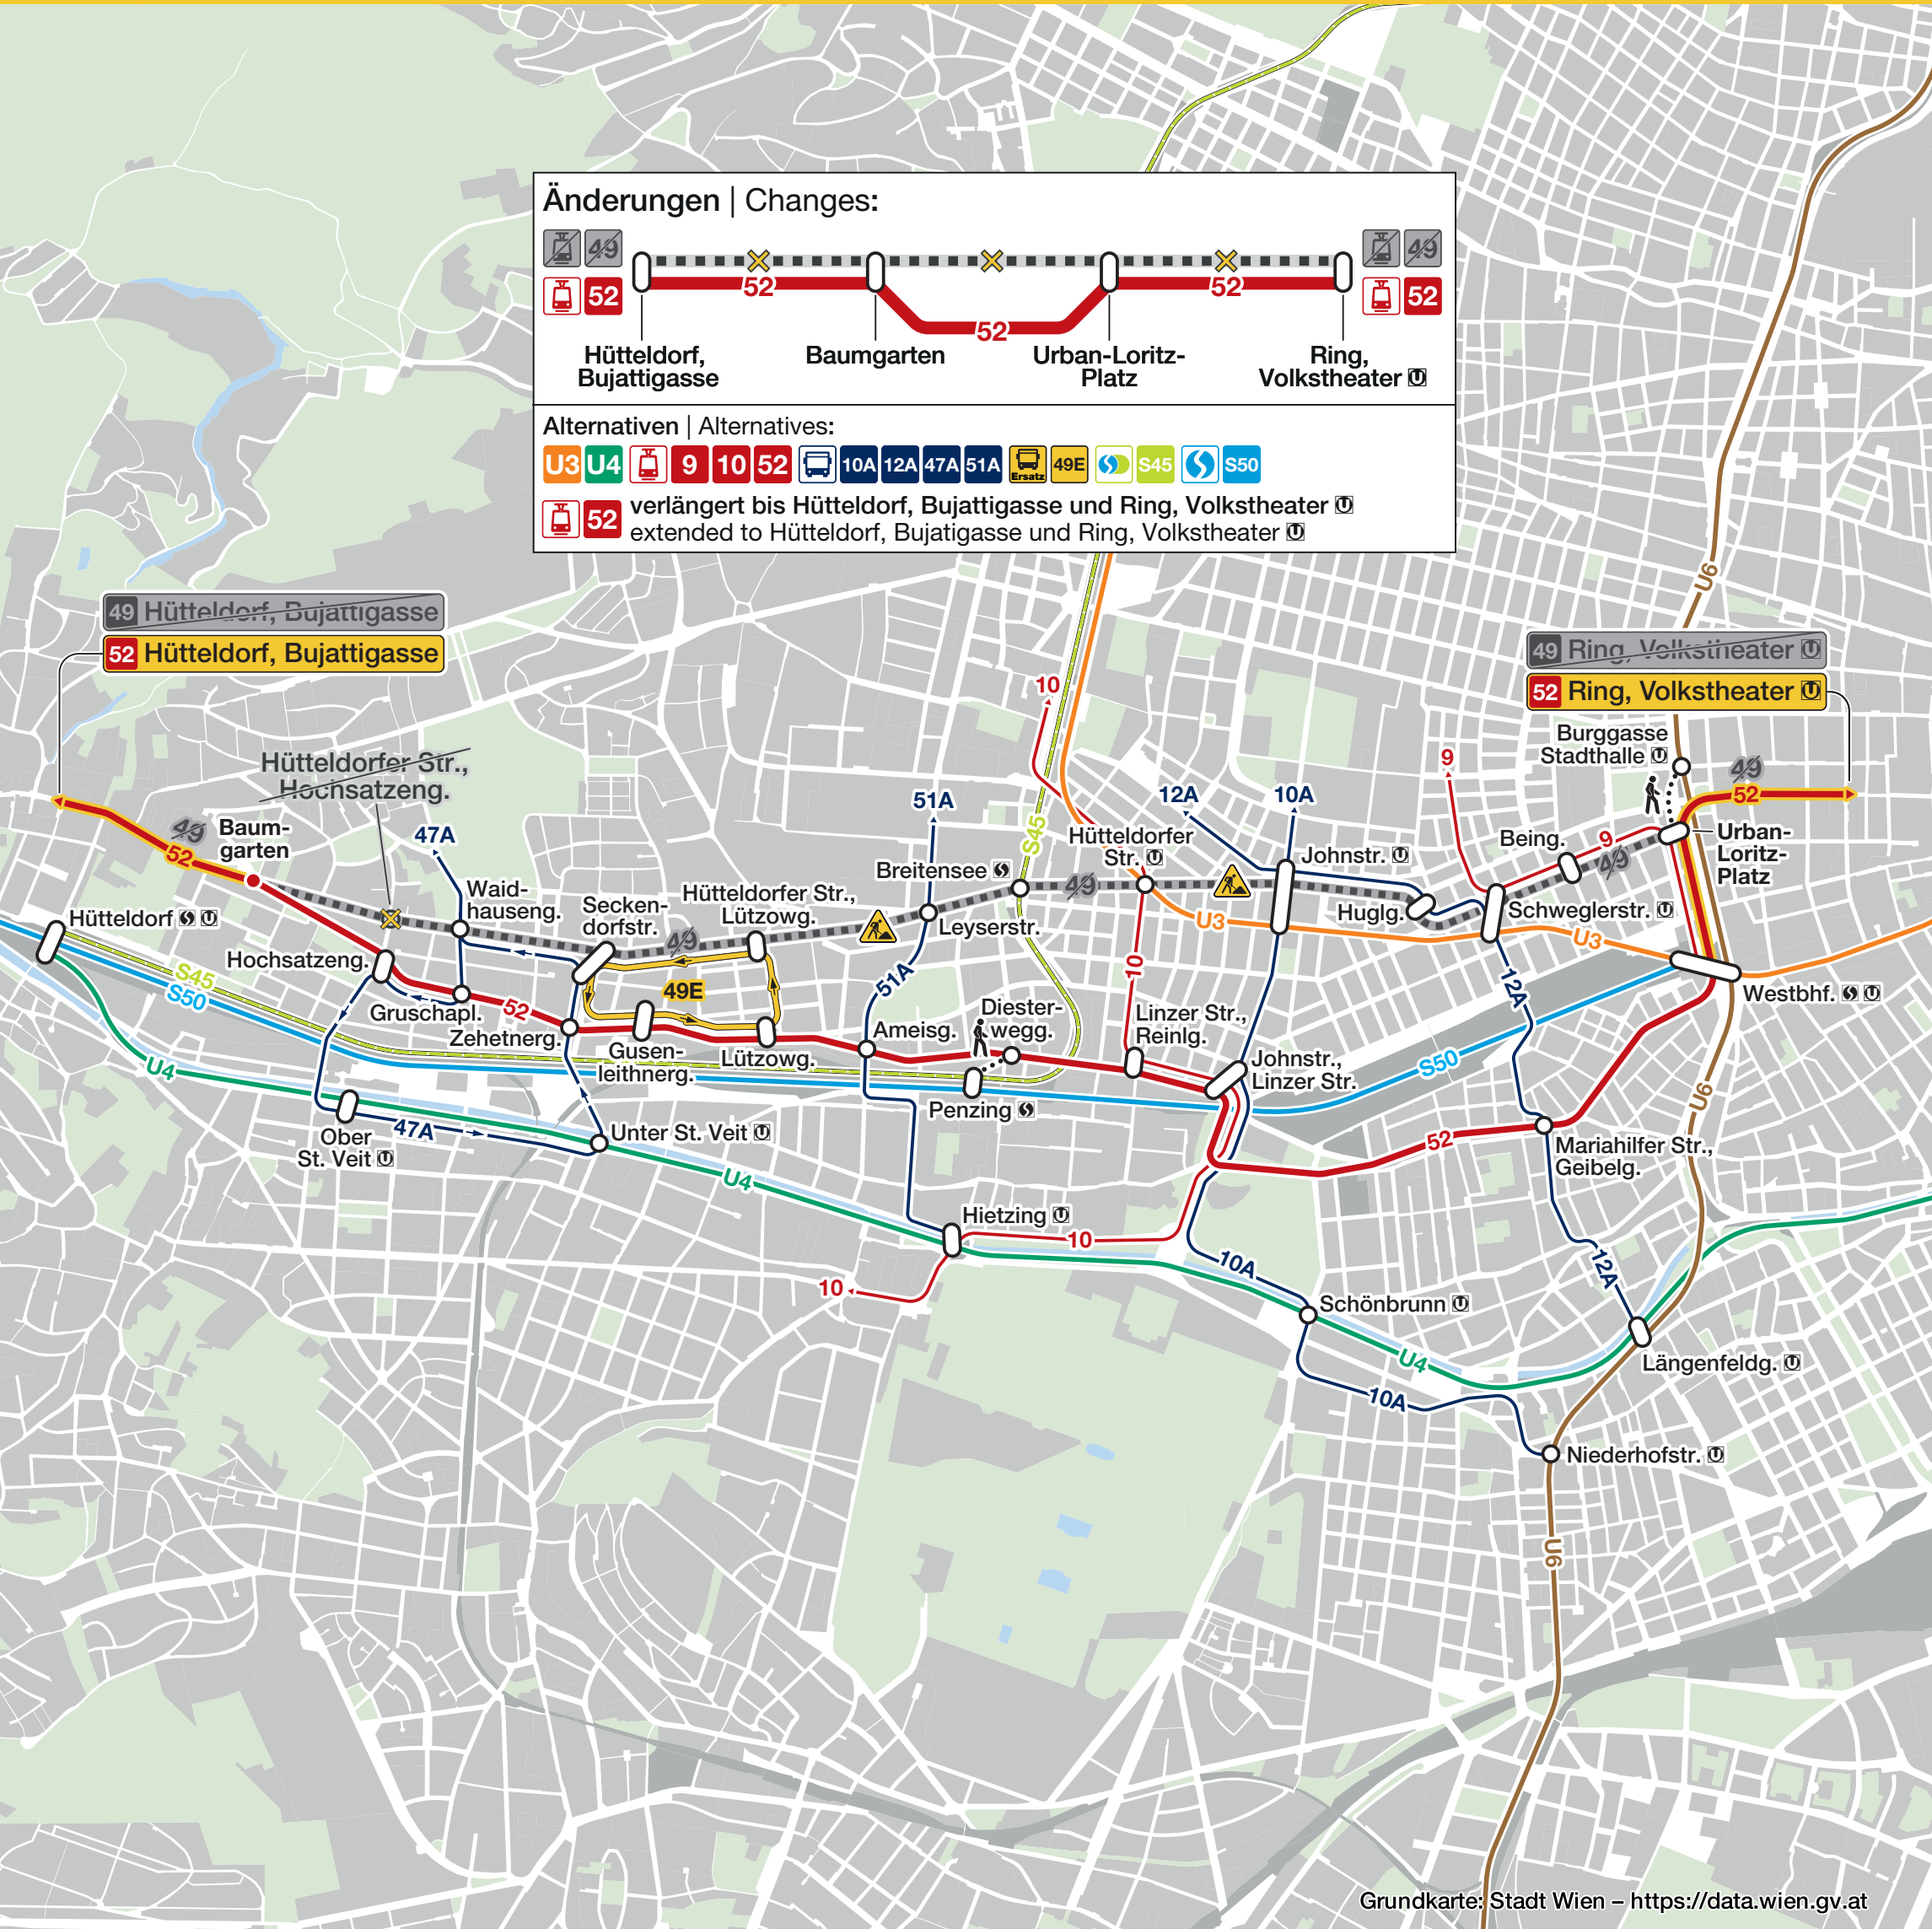 Änderungen | Changes:
49
49
52
52
52
52
52
Hütteldorf,
Bujattigasse
Baumgarten
Urban-Loritz-
Platz
Ring,
Volkstheater U
Alternativen | Alternatives:
U3 U4 9 10 52 10A 12A 47A 51A Ersatz 49E S45 S50
52 verlängert bis Hütteldorf, Bujattigasse und Ring, Volkstheater U
extended to Hütteldorf, Bujatigasse und Ring, Volkstheater U
U6
49 Hütteldorf, Bujattigasse
52 Hütteldorf, Bujattigasse
49 Ring, Volkstheater U
52 Ring, Volkstheater U
10
Burggasse
Stadthalle U
49
52
Hütteldorfer Str.,
Hochsatzeng.
9
51A
12A
10A
47A
49
52
Baum-
garten
S45
Hütteldorfer
Str. U
Johnstr. U
Being.
9
49
Urban-
Loritz-
Platz
Breitensee S
49
Waid-
hauseng.
Secken-
dorfstr.
Hütteldorfer Str.,
Lützowg.
49
Leyserstr.
Huglg.
Schweglerstr. U
U3
U3
Hütteldorf S U
Hochsatzeng.
S45
S50
10
51A
49E
12A
Westbhf. S U
Gruschapl.
52
Zehetnerg.
Gusen-
leithnerg.
Lützowg.
Ameisg.
Diester-
wegg.
Linzer Str.,
Reinlg.
Johnstr.,
Linzer Str.
S50
U4
U6
Penzing S
Ober
St. Veit U
47A
Unter St. Veit U
52
Mariahilfer Str.,
Geibelg.
U4
Hietzing U
10
10
10A
12A
Schönbrunn U
U4
Längenfeldg. U
10A
Niederhofstr. U
U6
Grundkarte: Stadt Wien – https://data.wien.gv.at